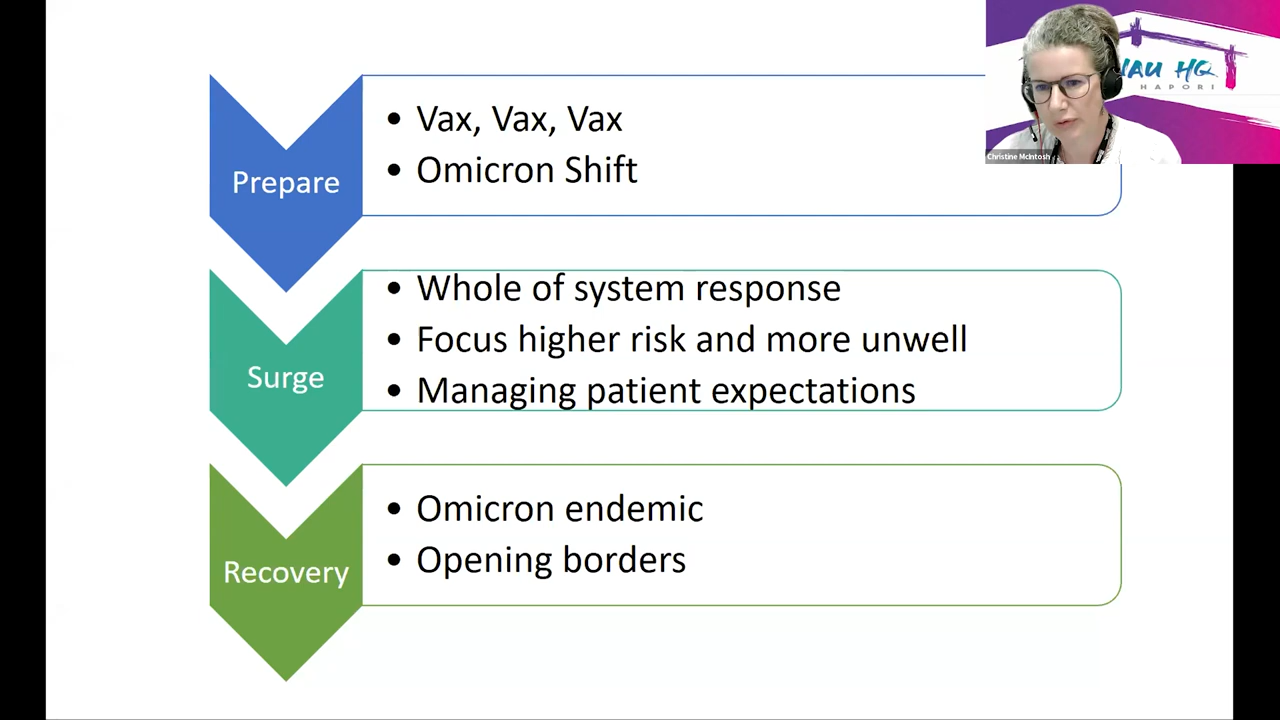 Prepare
• Vax, Vax, Vax
• Omicron Shift
Surge
• Whole of system response
• Focus higher risk and more unwell
• Managing patient expectations
Recovery
• Omicron endemic
• Opening borders
HQ
HAPORI
Christine McIntosh